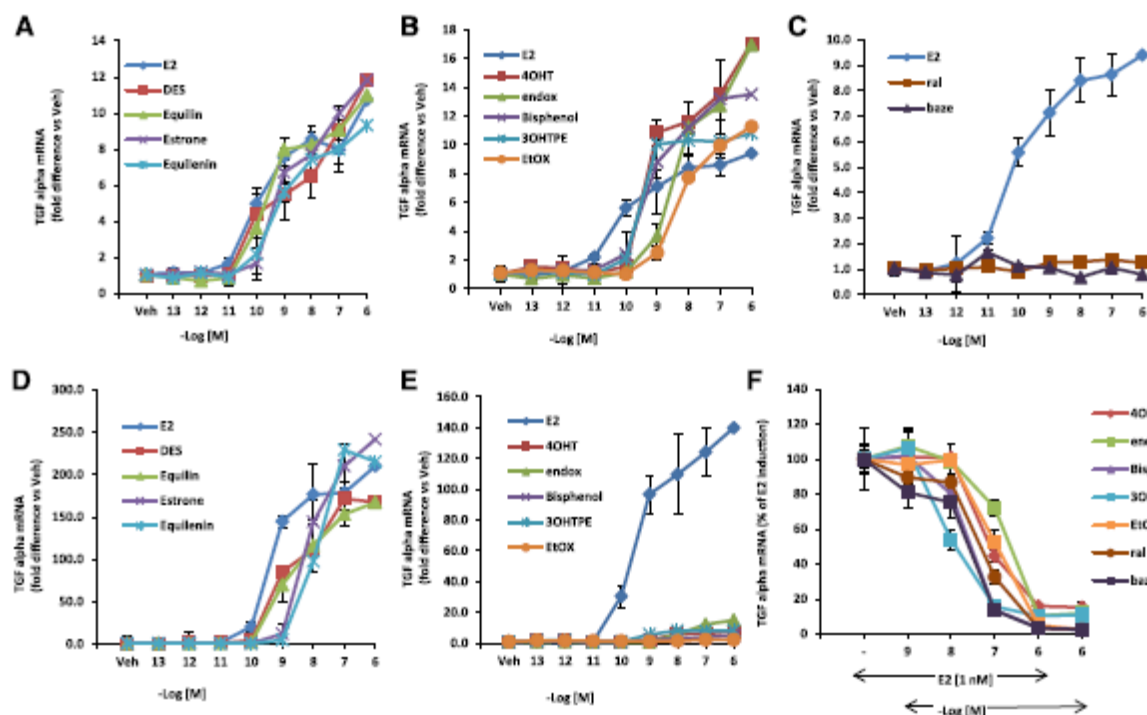 A
TGF alpha mRNA
(fold difference vs Veh)
14
12
10
8
6
4
2
0
E2
DES
Equilin
Estrone
Equilenin
Veh 13 12 11 10 9 8 7 6
-Log [M]
B
TGF alpha mRNA
(fold difference vs Veh)
18
16
14
12
10
8
6
4
2
0
E2
4OHT
endox
Bisphenol
3OHTPE
EtOX
Veh 13 12 11 10 9 8 7 6
-Log [M]
C
TGF alpha mRNA
(fold difference vs Veh)
10.0
9.0
8.0
7.0
6.0
5.0
4.0
3.0
2.0
1.0
0.0
E2
ral
baze
Veh 13 12 11 10 9 8 7 6
-Log [M]
D
TGF alpha mRNA
(fold difference vs Veh)
300.0
250.0
200.0
150.0
100.0
50.0
0.0
E2
DES
Equilin
Estrone
Equilenin
Veh 13 12 11 10 9 8 7 6
-Log [M]
E
TGF alpha mRNA
(fold difference vs Veh)
160.0
140.0
120.0
100.0
80.0
60.0
40.0
20.0
0.0
E2
4OHT
endox
Bisphenol
3OHTPE
EtOX
Veh 13 12 11 10 9 8 7 6
-Log [M]
F
TGF alpha mRNA (% of E2 induction)
140
120
100
80
60
40
20
0
4O
en
Bis
3O
EtO
ral
baz
- 9 8 7 6 6
E2 [1 nM]
-Log [M]